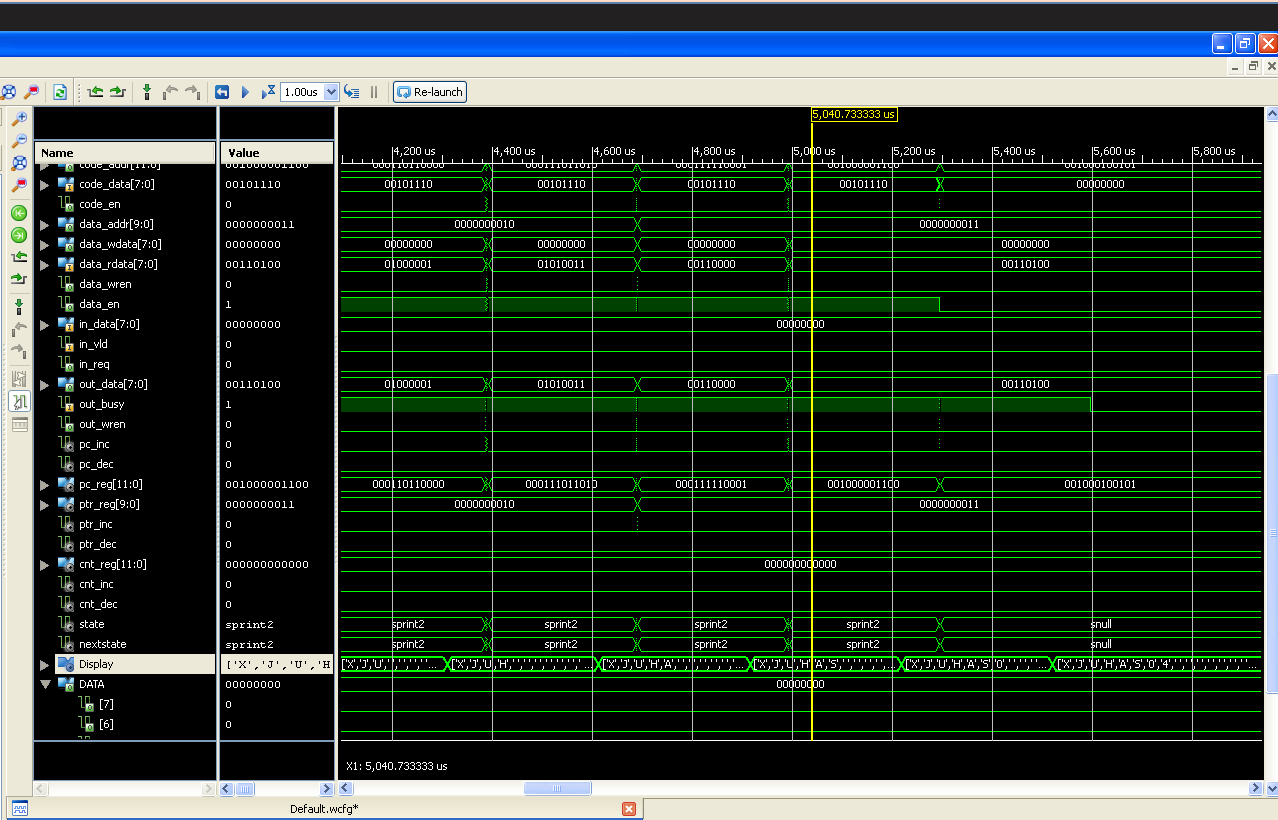 1.00us Re-launch
5,040.733333 us
Name Value 4,200 us 4,400 us 4,600 us 4,800 us 5,000 us 5,200 us 5,400 us 5,600 us 5,800 us
code_addr[11:0] 001000001100
code_data[7:0] 00101110 00101110 00101110 00101110 00101110 00000000
code_en 0
data_addr[9:0] 0000000011 0000000010 0000000011
data_wdata[7:0] 00000000 00000000 00000000 00000000 00000000
data_rdata[7:0] 00110100 01000001 01010011 00110000 00110100
data_wren 0
data_en 1
in_data[7:0] 00000000 00000000
in_vld 0
in_req 0
out_data[7:0] 00110100 01000001 01010011 00110000 00110100
out_busy 1
out_wren 0
pc_inc 0
pc_dec 0
pc_reg[11:0] 001000001100 000110110000 000111011010 000111110001 001000001100 001000100101
ptr_reg[9:0] 0000000011 0000000010 0000000011
ptr_inc 0
ptr_dec 0
cnt_reg[11:0] 000000000000 000000000000
cnt_inc 0
cnt_dec 0
state sprint2 sprint2 sprint2 sprint2 sprint2 snull
nextstate sprint2 sprint2 sprint2 sprint2 sprint2 snull
Display ['X','J','U','H
DATA 00000000 00000000
[7] 0
[6] 0
X1: 5,040.733333 us
Default.wcfg*